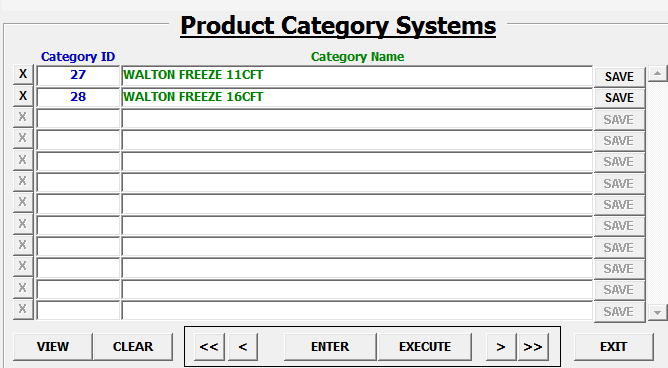 Product Category Systems
Category ID Category Name
X 27 WALTON FREEZE 11CFT SAVE
X 28 WALTON FREEZE 16CFT SAVE
X SAVE
X SAVE
X SAVE
X SAVE
X SAVE
X SAVE
X SAVE
X SAVE
X SAVE
X SAVE
VIEW CLEAR << < ENTER EXECUTE > >> EXIT